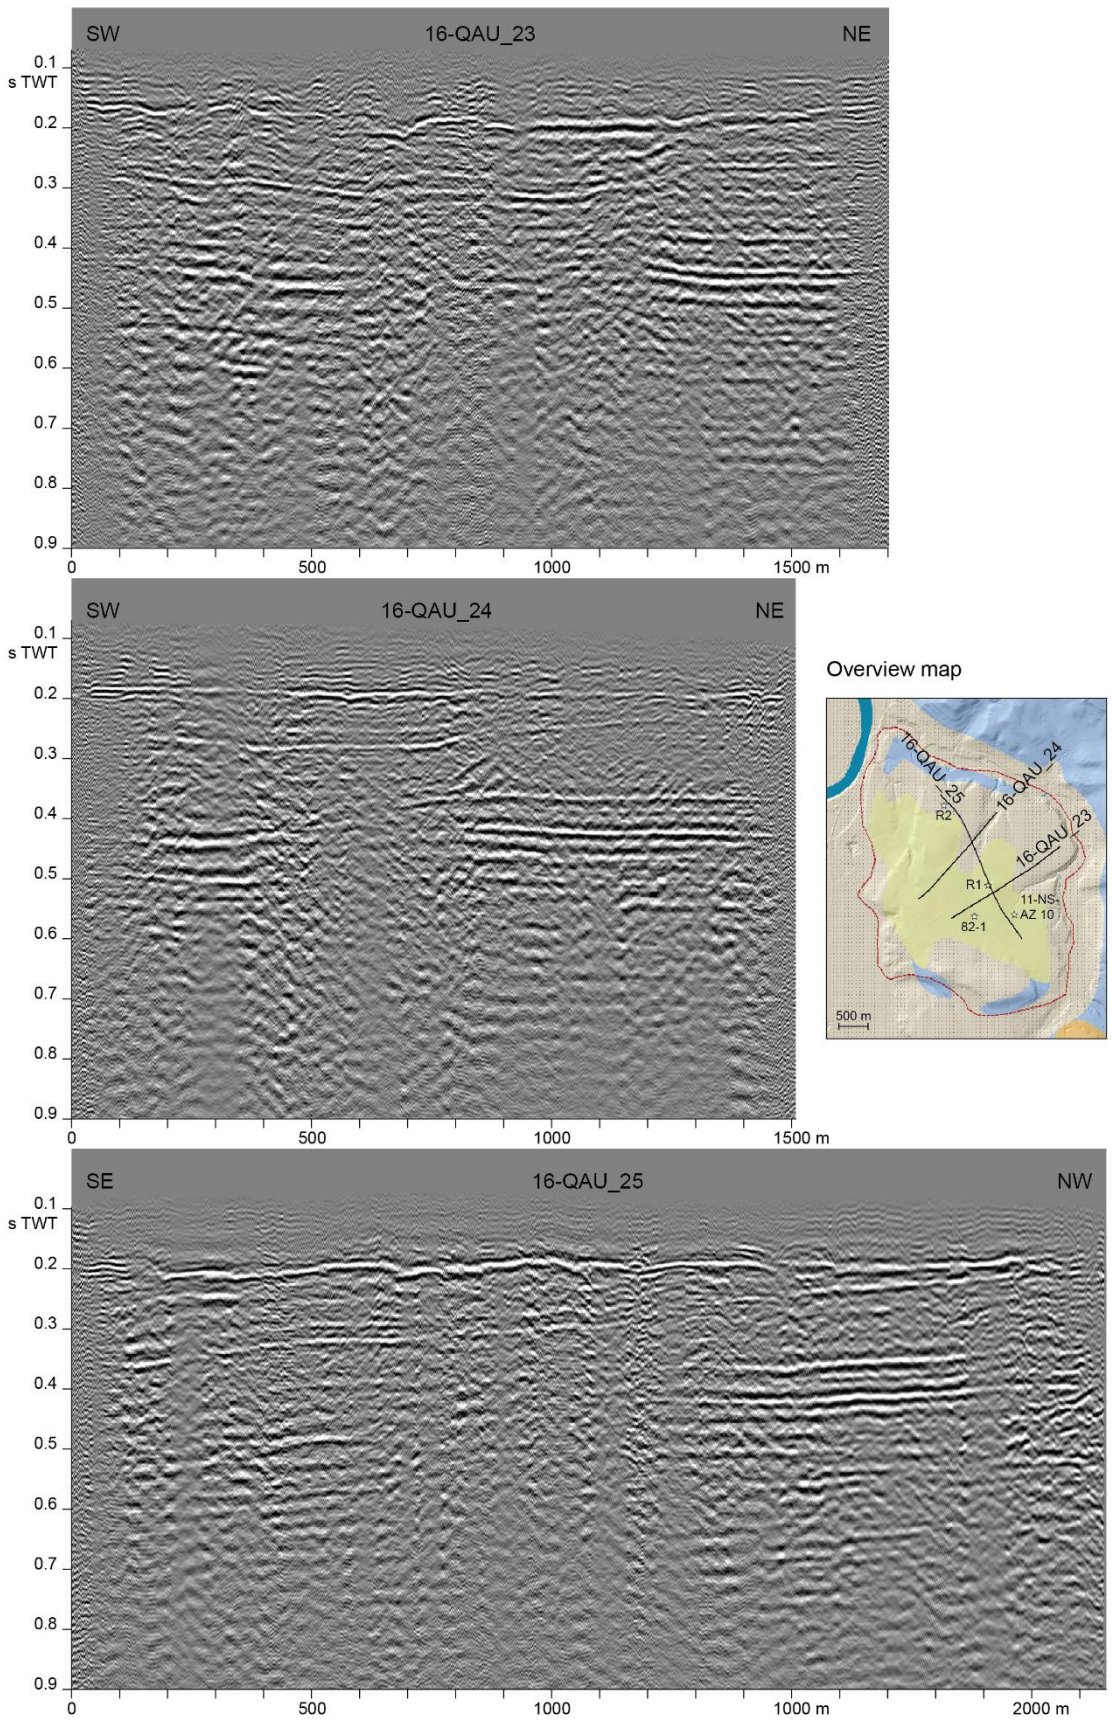 SW 16-QAU_23 NE
0.1
s TWT
0.2
0.3
0.4
0.5
0.6
0.7
0.8
0.9
0 500 1000 1500 m
SW 16-QAU_24 NE
0.1
s TWT
0.2
0.3
0.4
0.5
0.6
0.7
0.8
0.9
0 500 1000 1500 m
Overview map
16-QAU_25
16-QAU_24
16-QAU_23
R2
R1
11-NS-
AZ 10
82-1
500 m
SE 16-QAU_25 NW
0.1
s TWT
0.2
0.3
0.4
0.5
0.6
0.7
0.8
0.9
0 500 1000 m 1000 m 2000 m